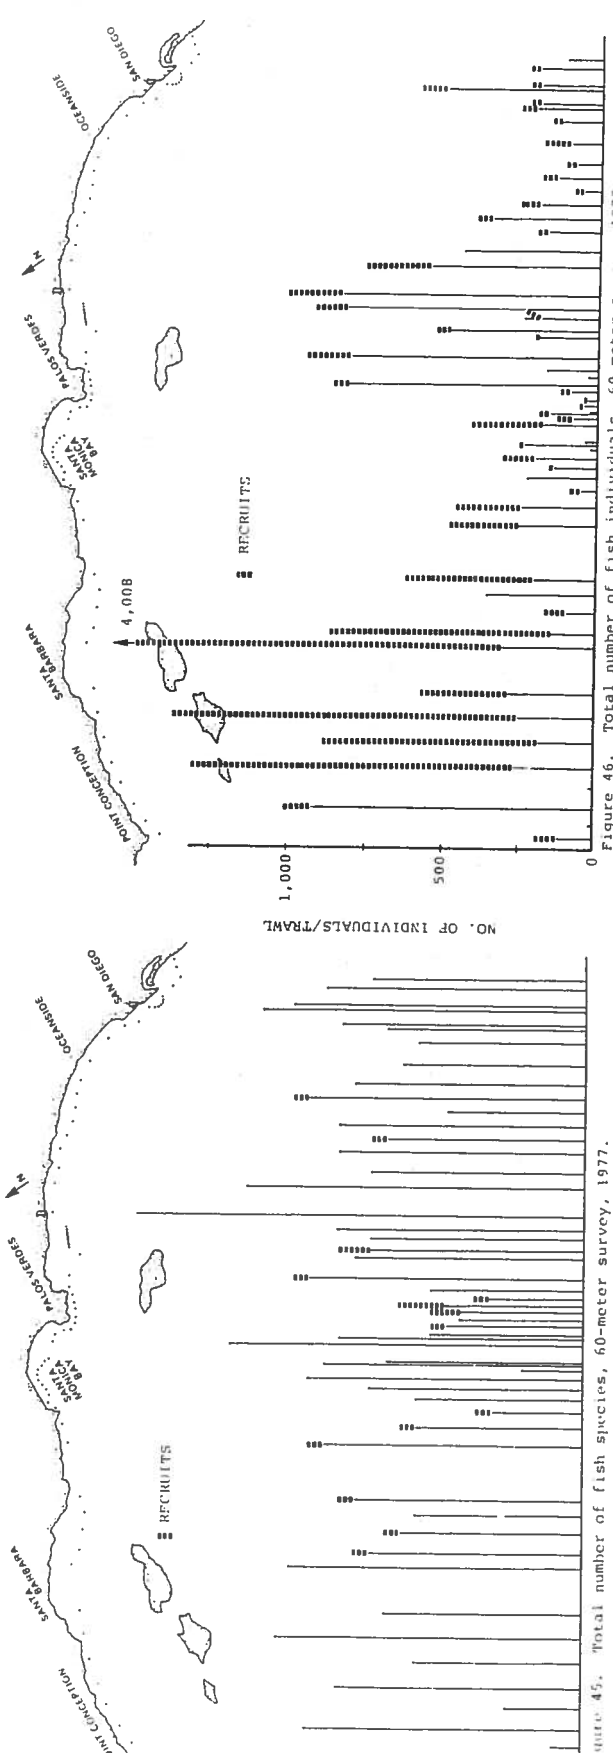 POINT CONCEPTION
SANTA
BARBARA
SANTA
MONICA
BAY
PALOS VERDES
N
OCEANSIDE
SAN DIEGO
4,008
RECRUITS
NO. OF INDIVIDUALS/TRAWL
1,000
500
0
Figure 46. Total number of fish individuals, 60-meter
SANTA
BARBARA
SANTA
MONICA
BAY
PALOS VERDES
N
OCEANSIDE
SAN DIEGO
CONCEPTION
RECRUITS
45. Total number of fish species, 60-meter survey, 1977.